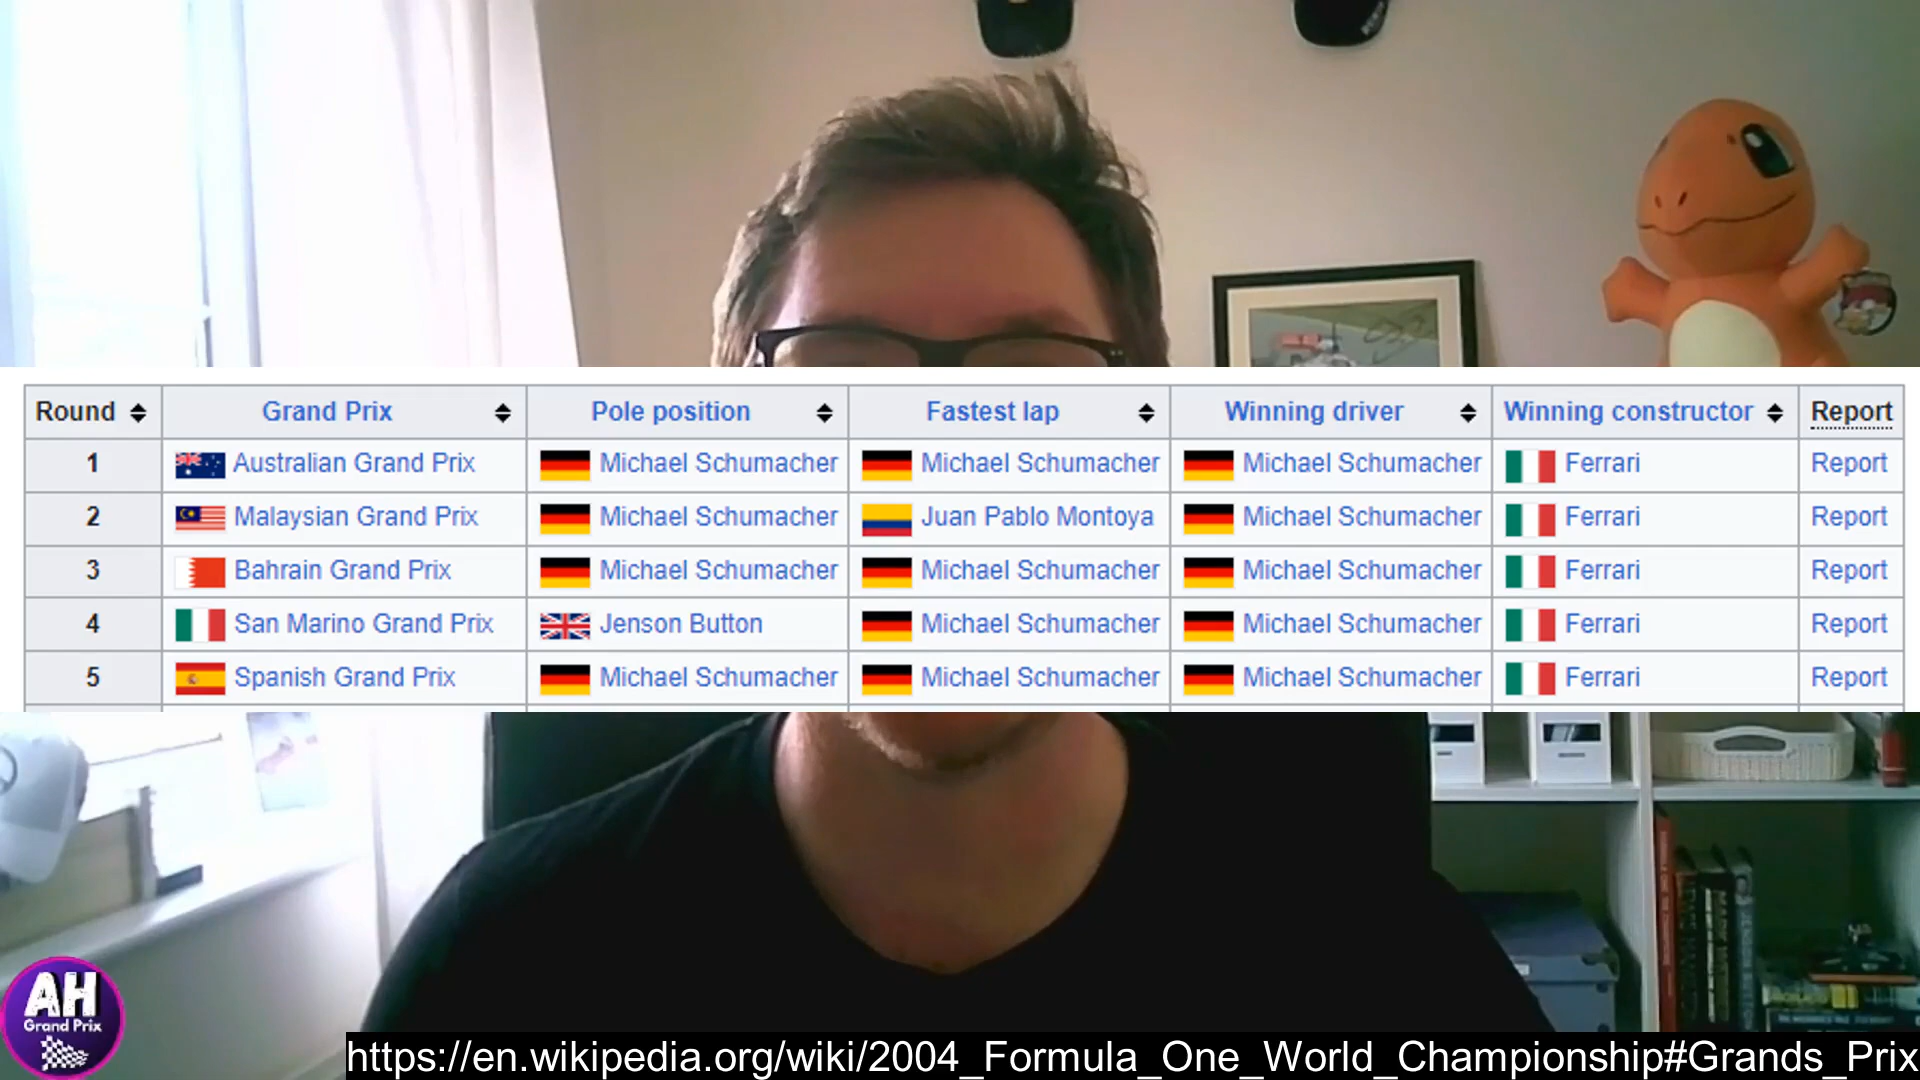 Round Grand Prix Pole position Fastest lap Winning driver Winning constructor Report
1 Australian Grand Prix Michael Schumacher Michael Schumacher Michael Schumacher Ferrari Report
2 Malaysian Grand Prix Michael Schumacher Juan Pablo Montoya Michael Schumacher Ferrari Report
3 Bahrain Grand Prix Michael Schumacher Michael Schumacher Michael Schumacher Ferrari Report
4 San Marino Grand Prix Jenson Button Michael Schumacher Michael Schumacher Ferrari Report
5 Spanish Grand Prix Michael Schumacher Michael Schumacher Michael Schumacher Ferrari Report
AH
Grand Prix
https://en.wikipedia.org/wiki/2004_Formula_One_World_Championship#Grands_Prix